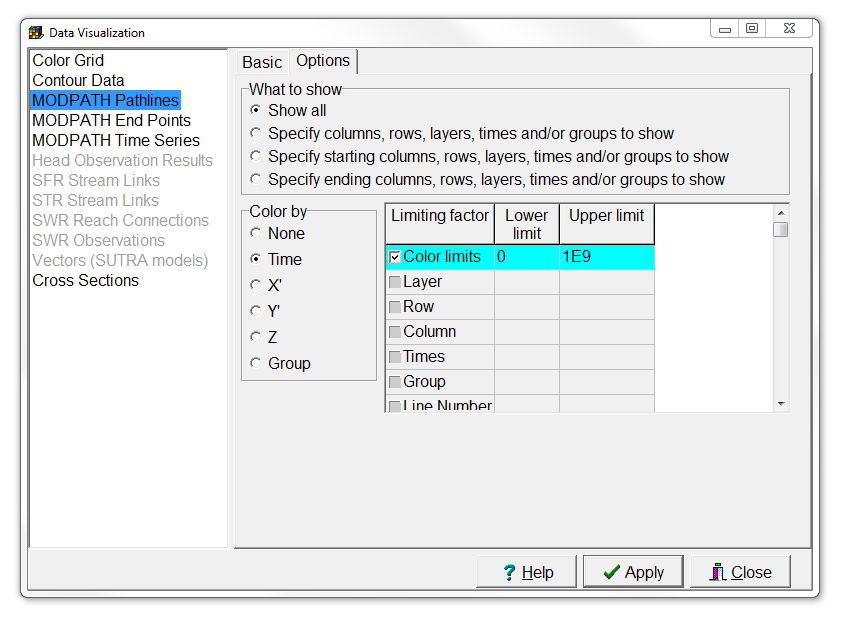 Data Visualization
Color Grid
Contour Data
MODPATH Pathlines
MODPATH End Points
MODPATH Time Series
Head Observation Results
SFR Stream Links
STR Stream Links
SWR Reach Connections
SWR Observations
Vectors (SUTRA models)
Cross Sections
Basic Options
What to show
Show all
Specify columns, rows, layers, times and/or groups to show
Specify starting columns, rows, layers, times and/or groups to show
Specify ending columns, rows, layers, times and/or groups to show
Color by
None
Time
X'
Y'
Z
Group
Limiting factor Lower limit Upper limit
Color limits 0 1E9
Layer
Row
Column
Times
Group
Line Number
? Help Apply Close